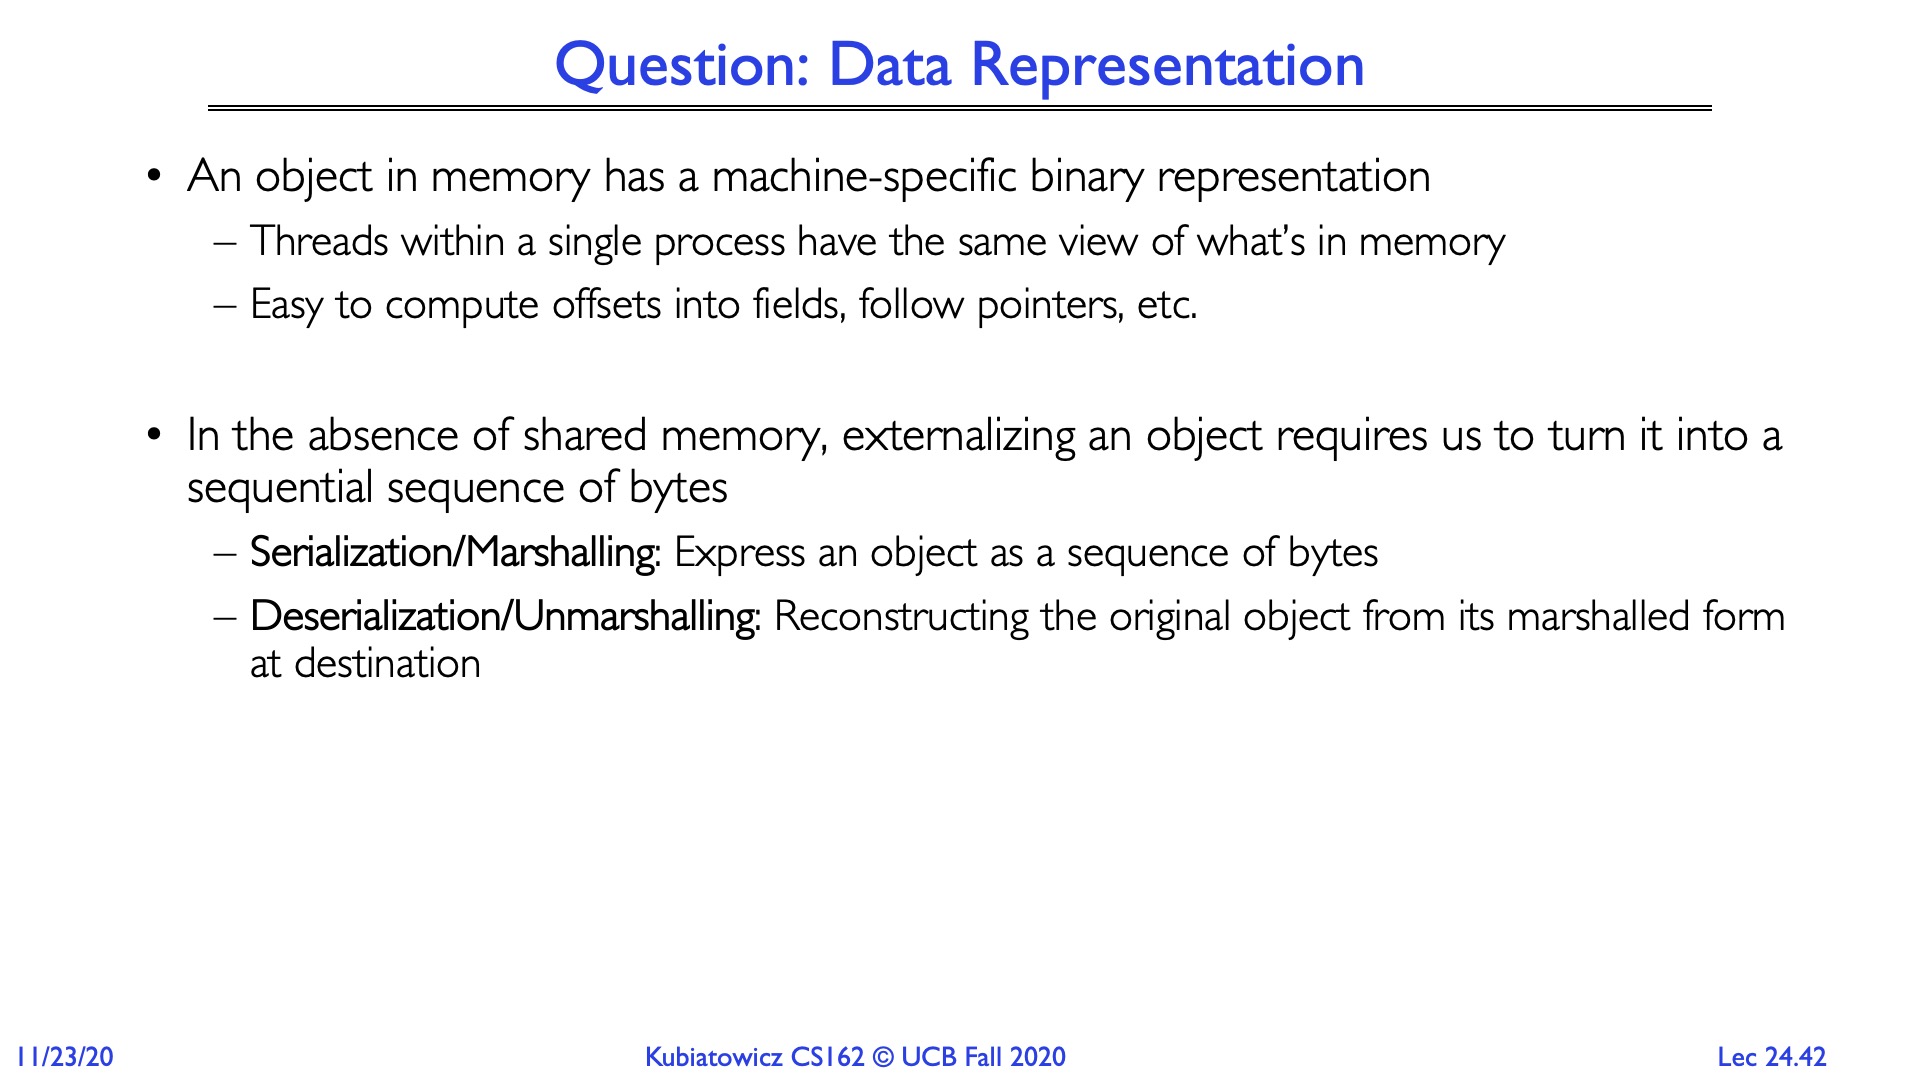 Question: Data Representation
• An object in memory has a machine-specific binary representation
– Threads within a single process have the same view of what’s in memory
– Easy to compute offsets into fields, follow pointers, etc.
• In the absence of shared memory, externalizing an object requires us to turn it into a
sequential sequence of bytes
– Serialization/Marshalling: Express an object as a sequence of bytes
– Deserialization/Unmarshalling: Reconstructing the original object from its marshalled form
at destination
11/23/20
Kubiatowicz CS162 © UCB Fall 2020
Lec 24.42